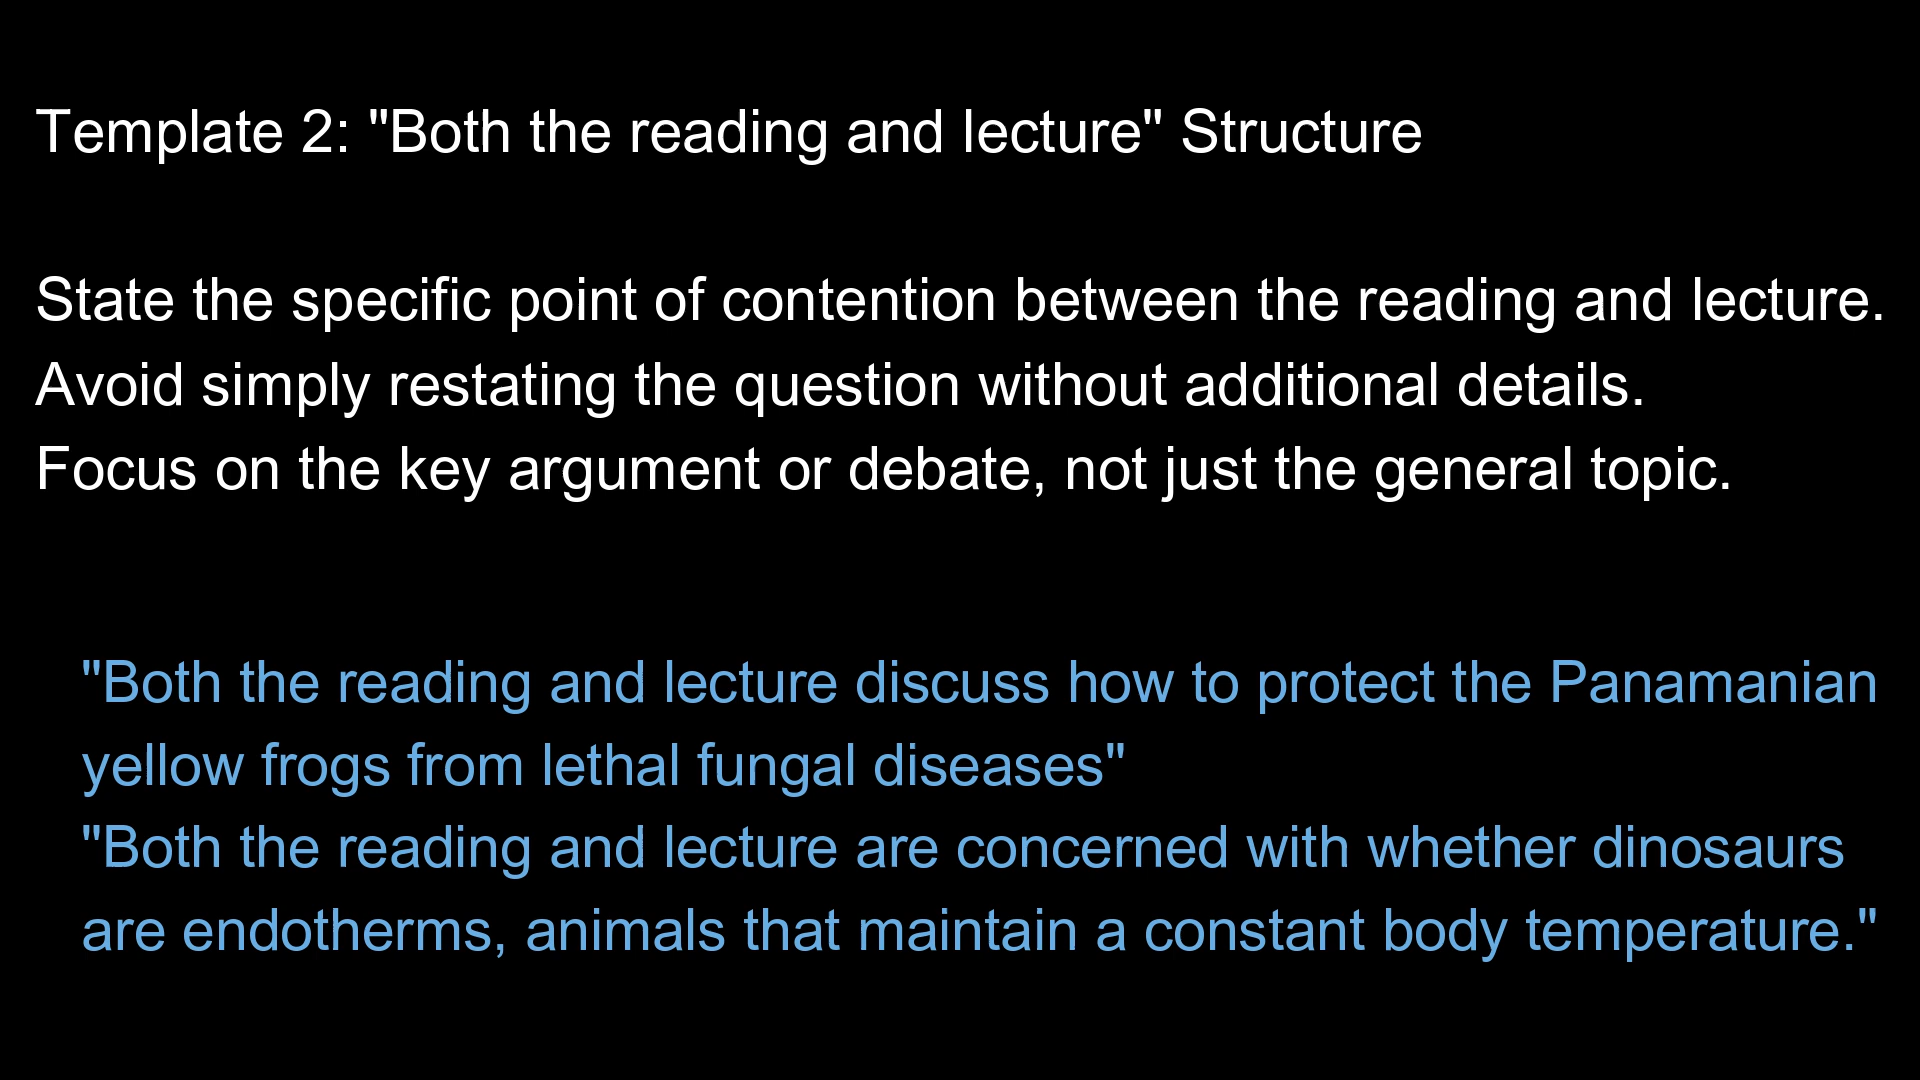 Template 2: "Both the reading and lecture" Structure
State the specific point of contention between the reading and lecture.
Avoid simply restating the question without additional details.
Focus on the key argument or debate, not just the general topic.
"Both the reading and lecture discuss how to protect the Panamanian
yellow frogs from lethal fungal diseases"
"Both the reading and lecture are concerned with whether dinosaurs
are endotherms, animals that maintain a constant body temperature."